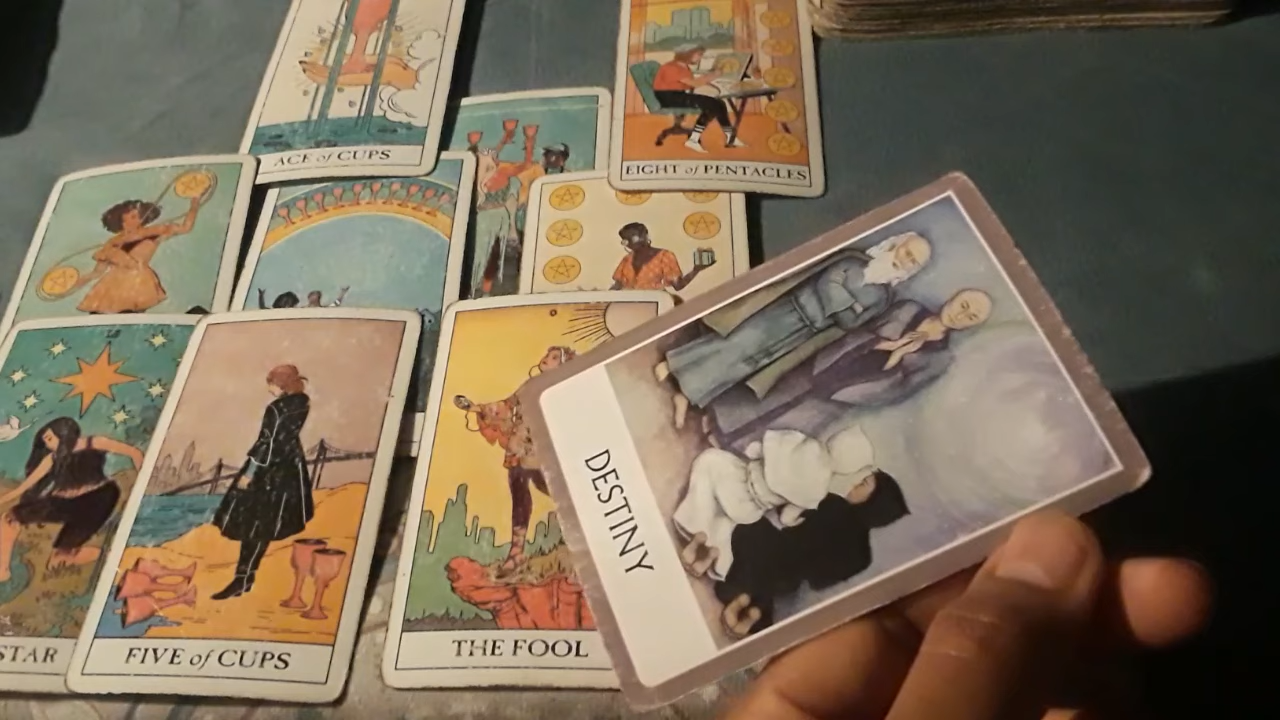 ACE of CUPS
EIGHT of PENTACLES
STAR
FIVE of CUPS
THE FOOL
DESTINY